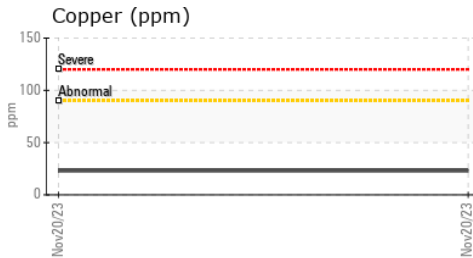 Copper (ppm)
150
Severe
100
Abnormal
ppm
50
0
Nov20/23
Nov20/23